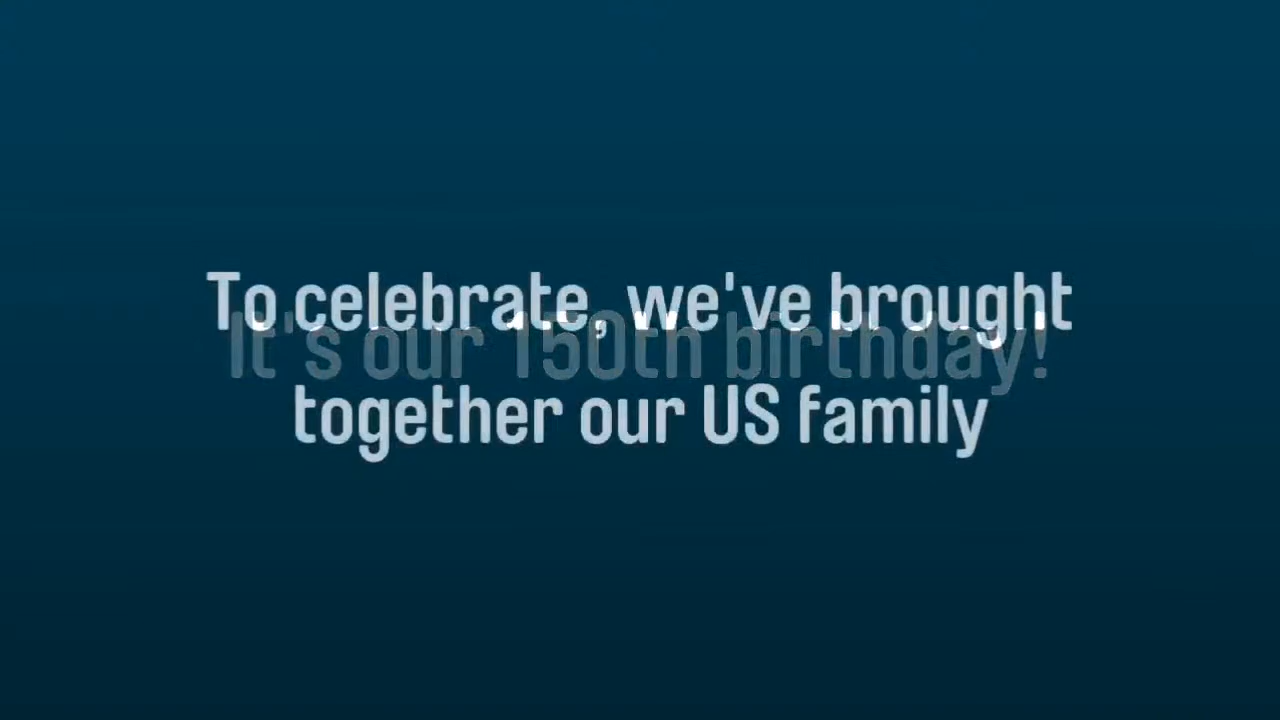 To celebrate, we've brought
It's our 150th birthday!
together our US family